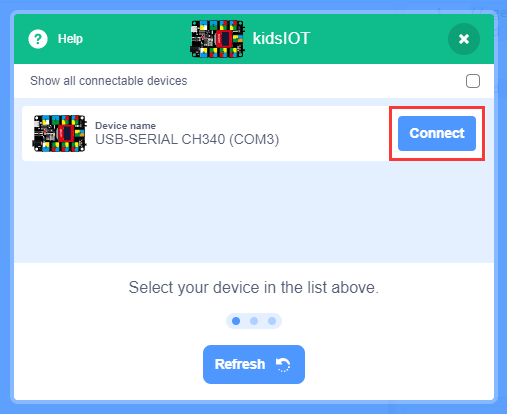 Help
kidsIOT
Show all connectable devices
Device name
USB-SERIAL CH340 (COM3)
Connect
Select your device in the list above.
Refresh